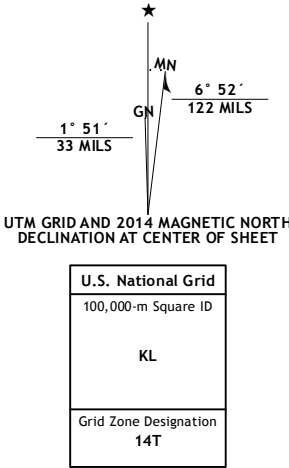 MN
GN
6° 52´
122 MILS
1° 51´
33 MILS
UTM GRID AND 2014 MAGNETIC NORTH
DECLINATION AT CENTER OF SHEET
U.S. National Grid
100,000-m Square ID
KL
Grid Zone Designation
14T